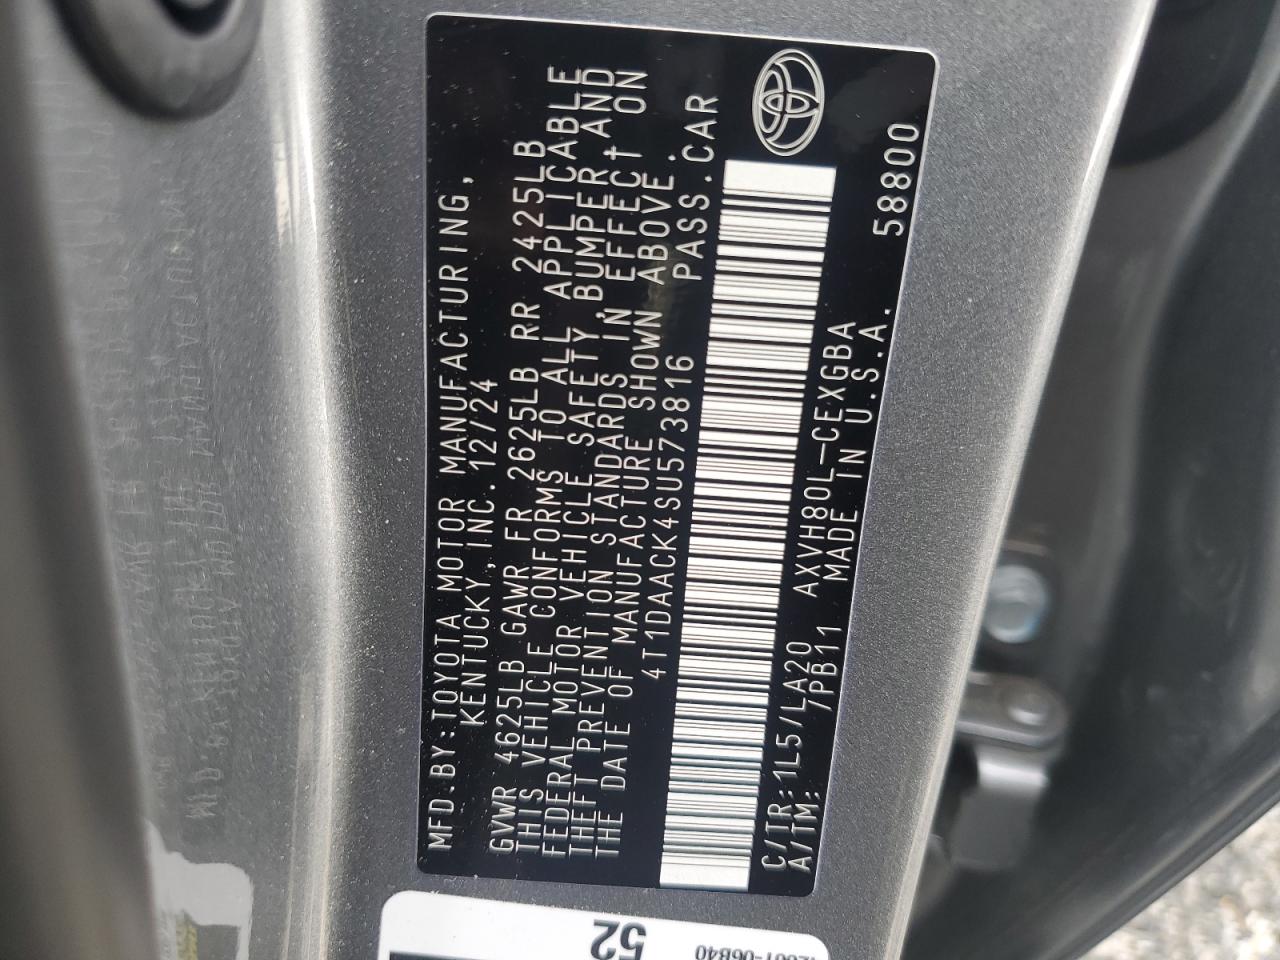 MFD.BY:TOYOTA MOTOR MANUFACTURING,
KENTUCKY,INC. 12/24
GVWR 4625LB GAWR FR 2625LB RR 2425LB
THIS VEHICLE CONFORMS TO ALL APPLICABLE
FEDERAL MOTOR VEHICLE SAFETY,BUMPER,AND
THEFT PREVENTION STANDARDS IN EFFECT ON
THE DATE OF MANUFACTURE SHOWN ABOVE.
4T1DAACK4SU573816 PASS.CAR
C/TR:1L5/LA20 AXVH80L-CEXGBA 58800
A/TM: /PB11 MADE IN U.S.A.
52